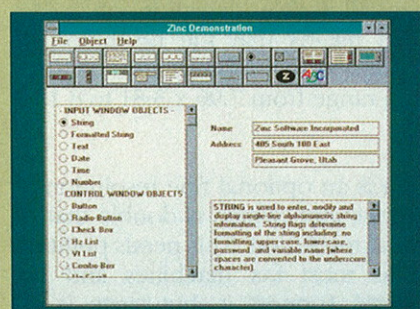 Zinc Demonstration
File Object Help
Z ABC
- INPUT WINDOW OBJECTS -
String
Formatted String
Text
Date
Time
Number
- CONTROL WINDOW OBJECTS
Button
Radio Button
Check Box
Hz List
Vt List
Combo Box
Name Zinc Software Incorporated
Address 405 South 100 East
Pleasant Grove, Utah
STRING is used to enter, modify and
display single-line alphanumeric string
information. String flags determine
formatting of the string including: no
formatting, upper-case, lower-case,
password and variable name (where
spaces are converted to the underscore
character).